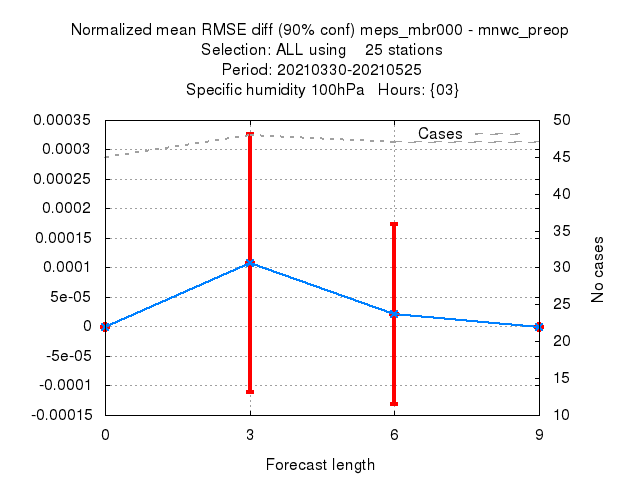 Normalized mean RMSE diff (90% conf) meps_mbr000 - mnwc_preop
Selection: ALL using 25 stations
Period: 20210330-20210525
Specific humidity 100hPa Hours: {03}
Cases
0.00035
0.0003
0.00025
0.0002
0.00015
0.0001
5e-05
0
-5e-05
-0.0001
-0.00015
50
45
40
35
30
25
20
15
10
No cases
0 3 6 9
Forecast length